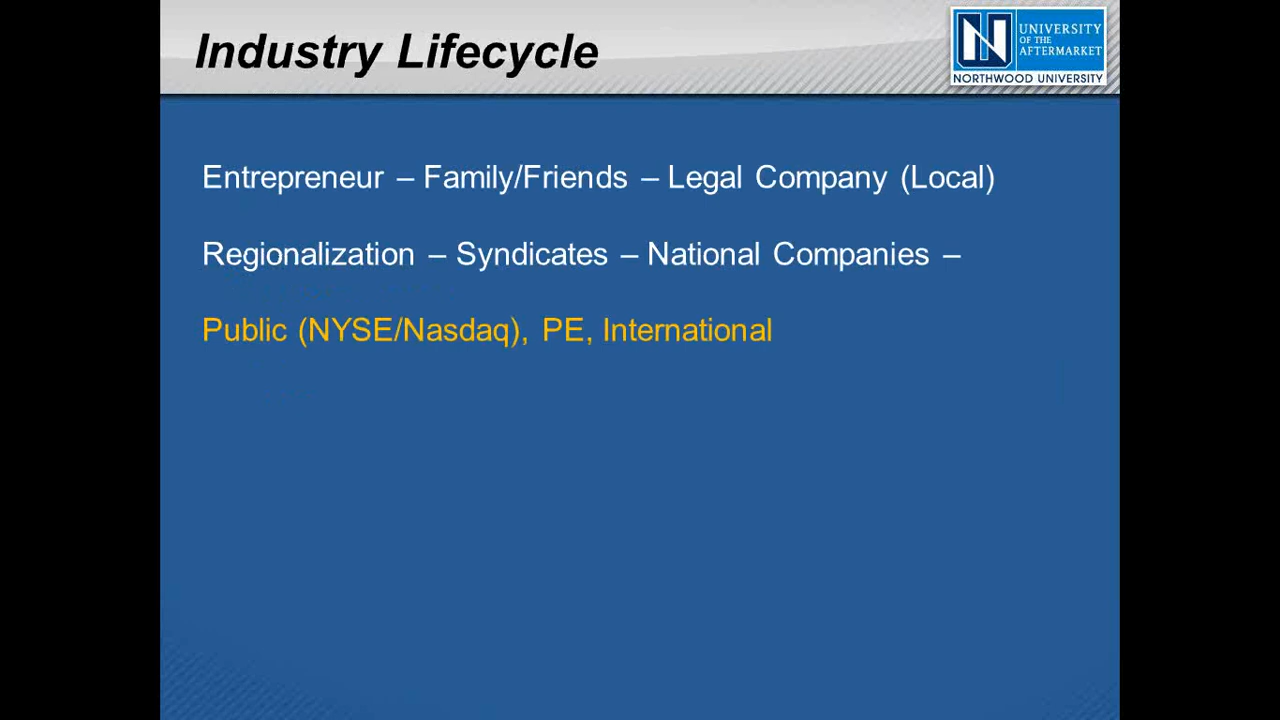 Industry Lifecycle
UNIVERSITY
OF THE
AFTERMARKET
NORTHWOOD UNIVERSITY
Entrepreneur – Family/Friends – Legal Company (Local)
Regionalization – Syndicates – National Companies –
Public (NYSE/Nasdaq), PE, International